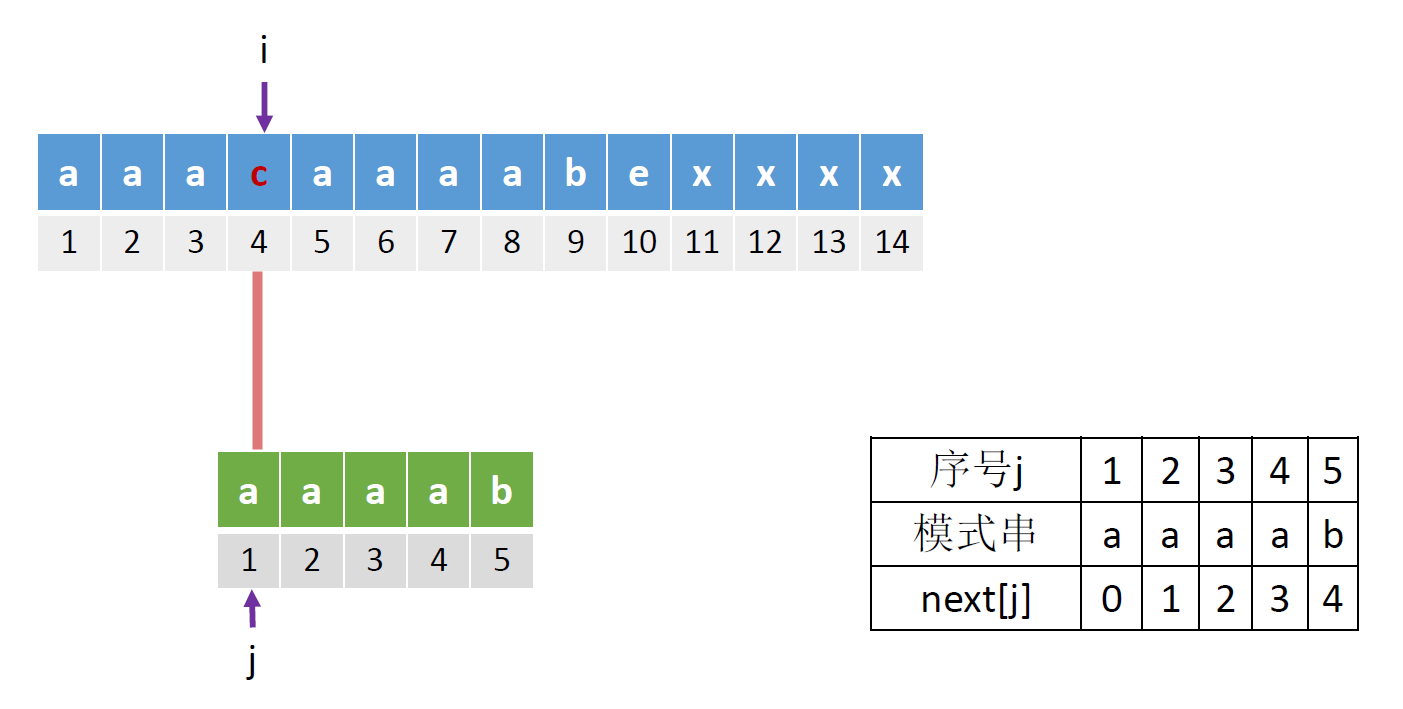 i
a a a c a a a a b e x x x x
1 2 3 4 5 6 7 8 9 10 11 12 13 14
a a a a b
1 2 3 4 5
j
序号j 1 2 3 4 5
模式串 a a a a b
next[j] 0 1 2 3 4